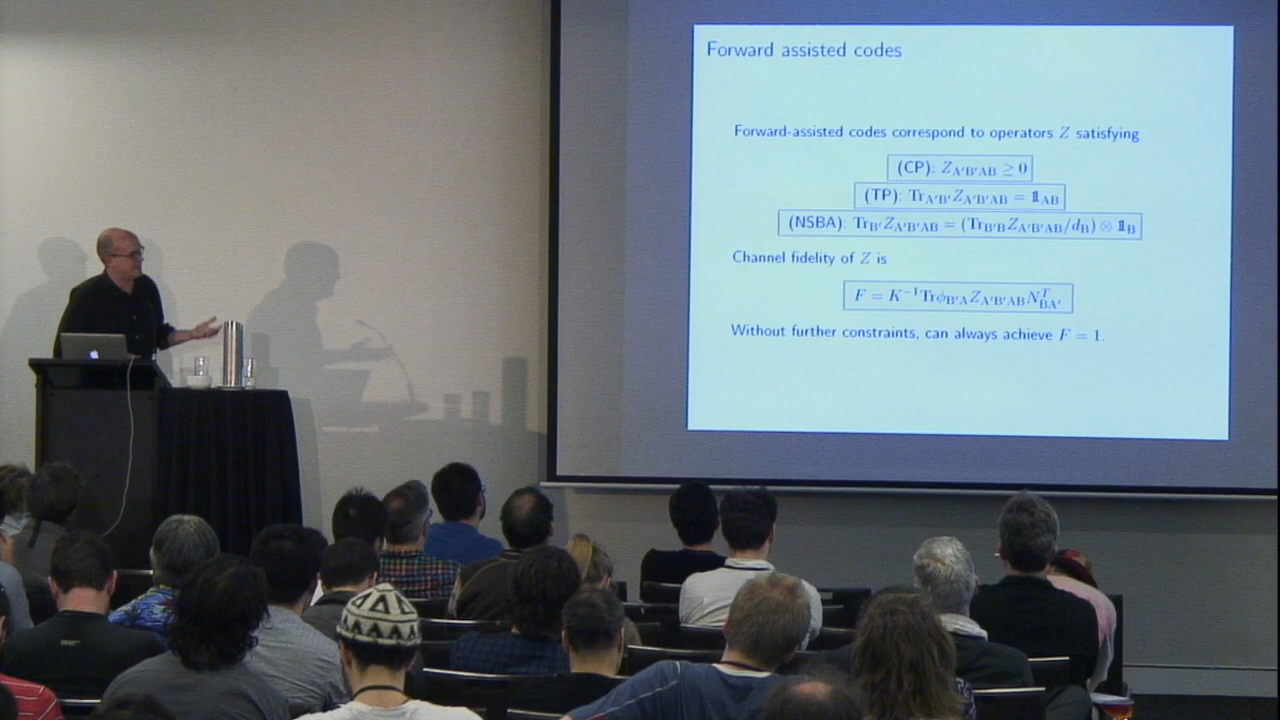 Forward assisted codes
Forward-assisted codes correspond to operators Z satisfying
(CP): Z_{A′B′AB} ≥ 0
(TP): Tr_{A′B′}Z_{A′B′AB} = 𝟙_{AB}
(NSBA): Tr_{B′}Z_{A′B′AB} = (Tr_{B′B}Z_{A′B′AB}/d_B) ⊗ 𝟙_B
Channel fidelity of Z is
F = K^{−1}Trϕ_{B′A}Z_{A′B′AB}N^T_{BA′}
Without further constraints, can always achieve F = 1.